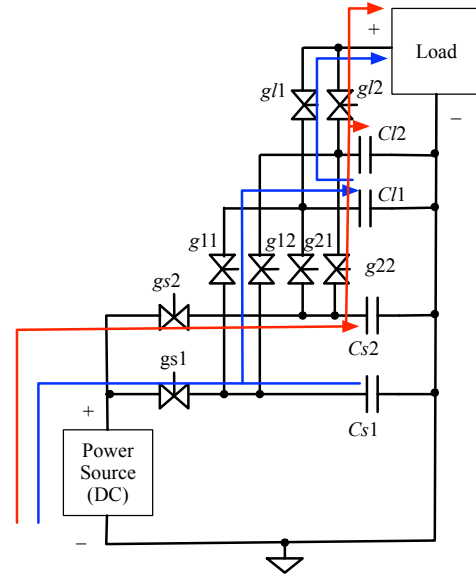 +
Load
gl1
gl2
−
Cl2
Cl1
g11
g12
g21
g22
gs2
Cs2
gs1
Cs1
+
Power
Source
(DC)
−